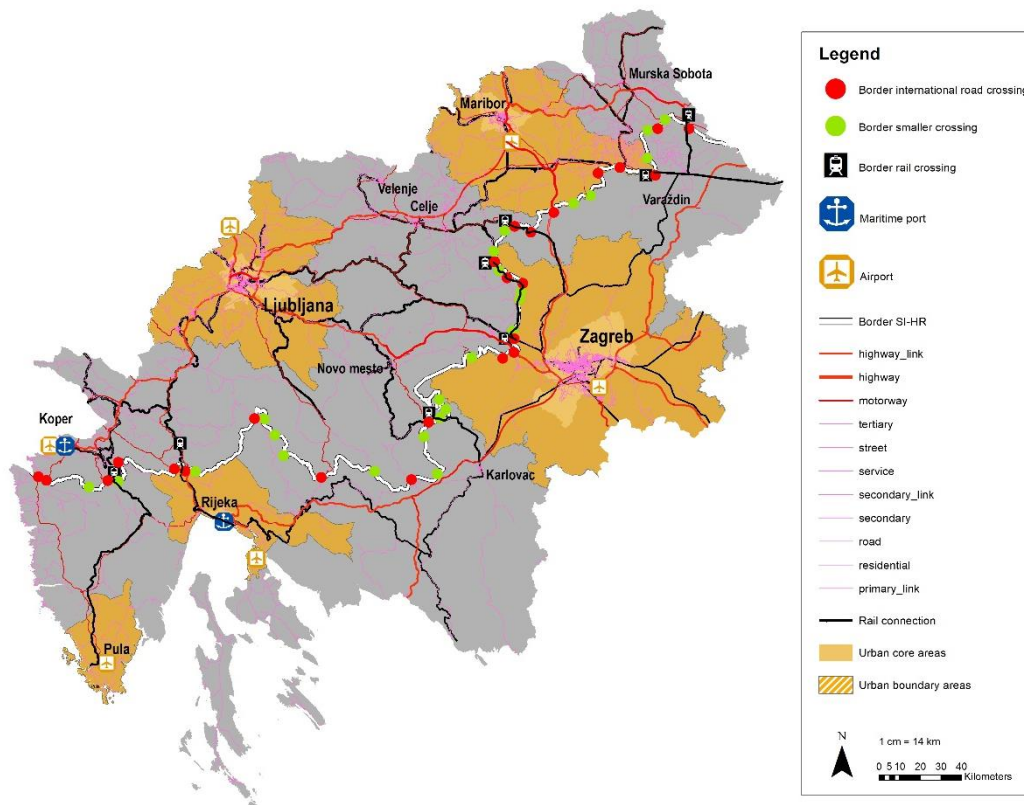 Murska Sobota
Maribor
Velenje
Celje
Varaždin
Ljubljana
Zagreb
Novo mesto
Koper
Rijeka
Karlovac
Pula
Legend
Border international road crossing
Border smaller crossing
Border rail crossing
Maritime port
Airport
Border SI-HR
highway_link
highway
motorway
tertiary
street
service
secondary_link
secondary
road
residential
primary_link
Rail connection
Urban core areas
Urban boundary areas
N
1 cm = 14 km
0 5 10 20 30 40
Kilometers